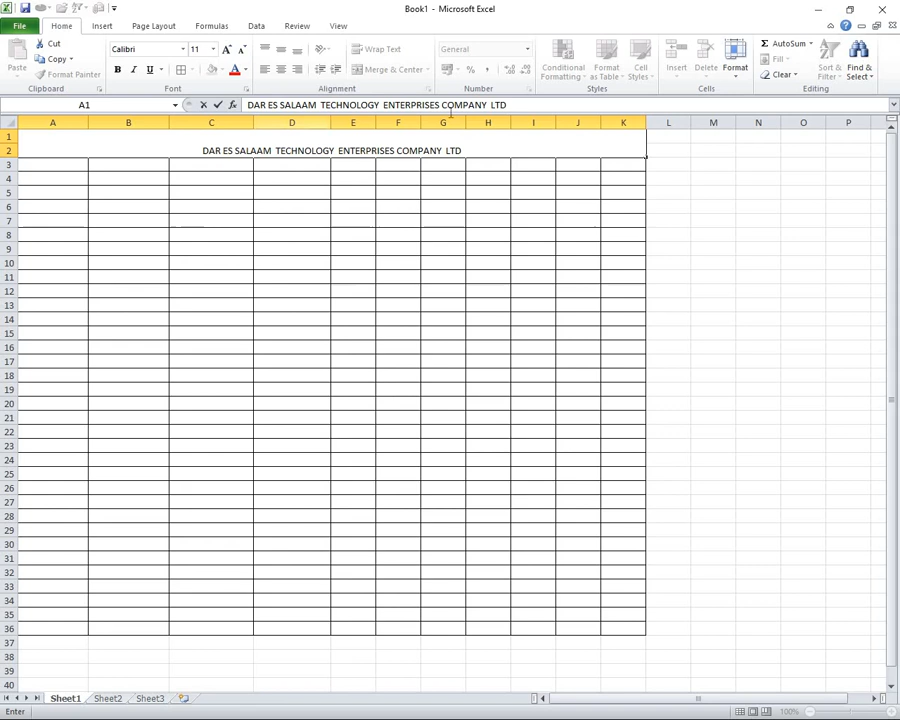 Book1 - Microsoft Excel
File Home Insert Page Layout Formulas Data Review View
Paste Cut Copy Format Painter Clipboard
Calibri 11 A A B I U A Font
Wrap Text Merge & Center Alignment
General % , Number
Conditional Formatting Format as Table Cell Styles Styles
Insert Delete Format Cells
Σ AutoSum Fill Clear Sort & Filter Find & Select Editing
A1 fx DAR ES SALAAM TECHNOLOGY ENTERPRISES COMPANY LTD
A B C D E F G H I J K L M N O P
1
2 DAR ES SALAAM TECHNOLOGY ENTERPRISES COMPANY LTD
3
4
5
6
7
8
9
10
11
12
13
14
15
16
17
18
19
20
21
22
23
24
25
26
27
28
29
30
31
32
33
34
35
36
37
38
39
40
Sheet1 Sheet2 Sheet3
Enter 100%